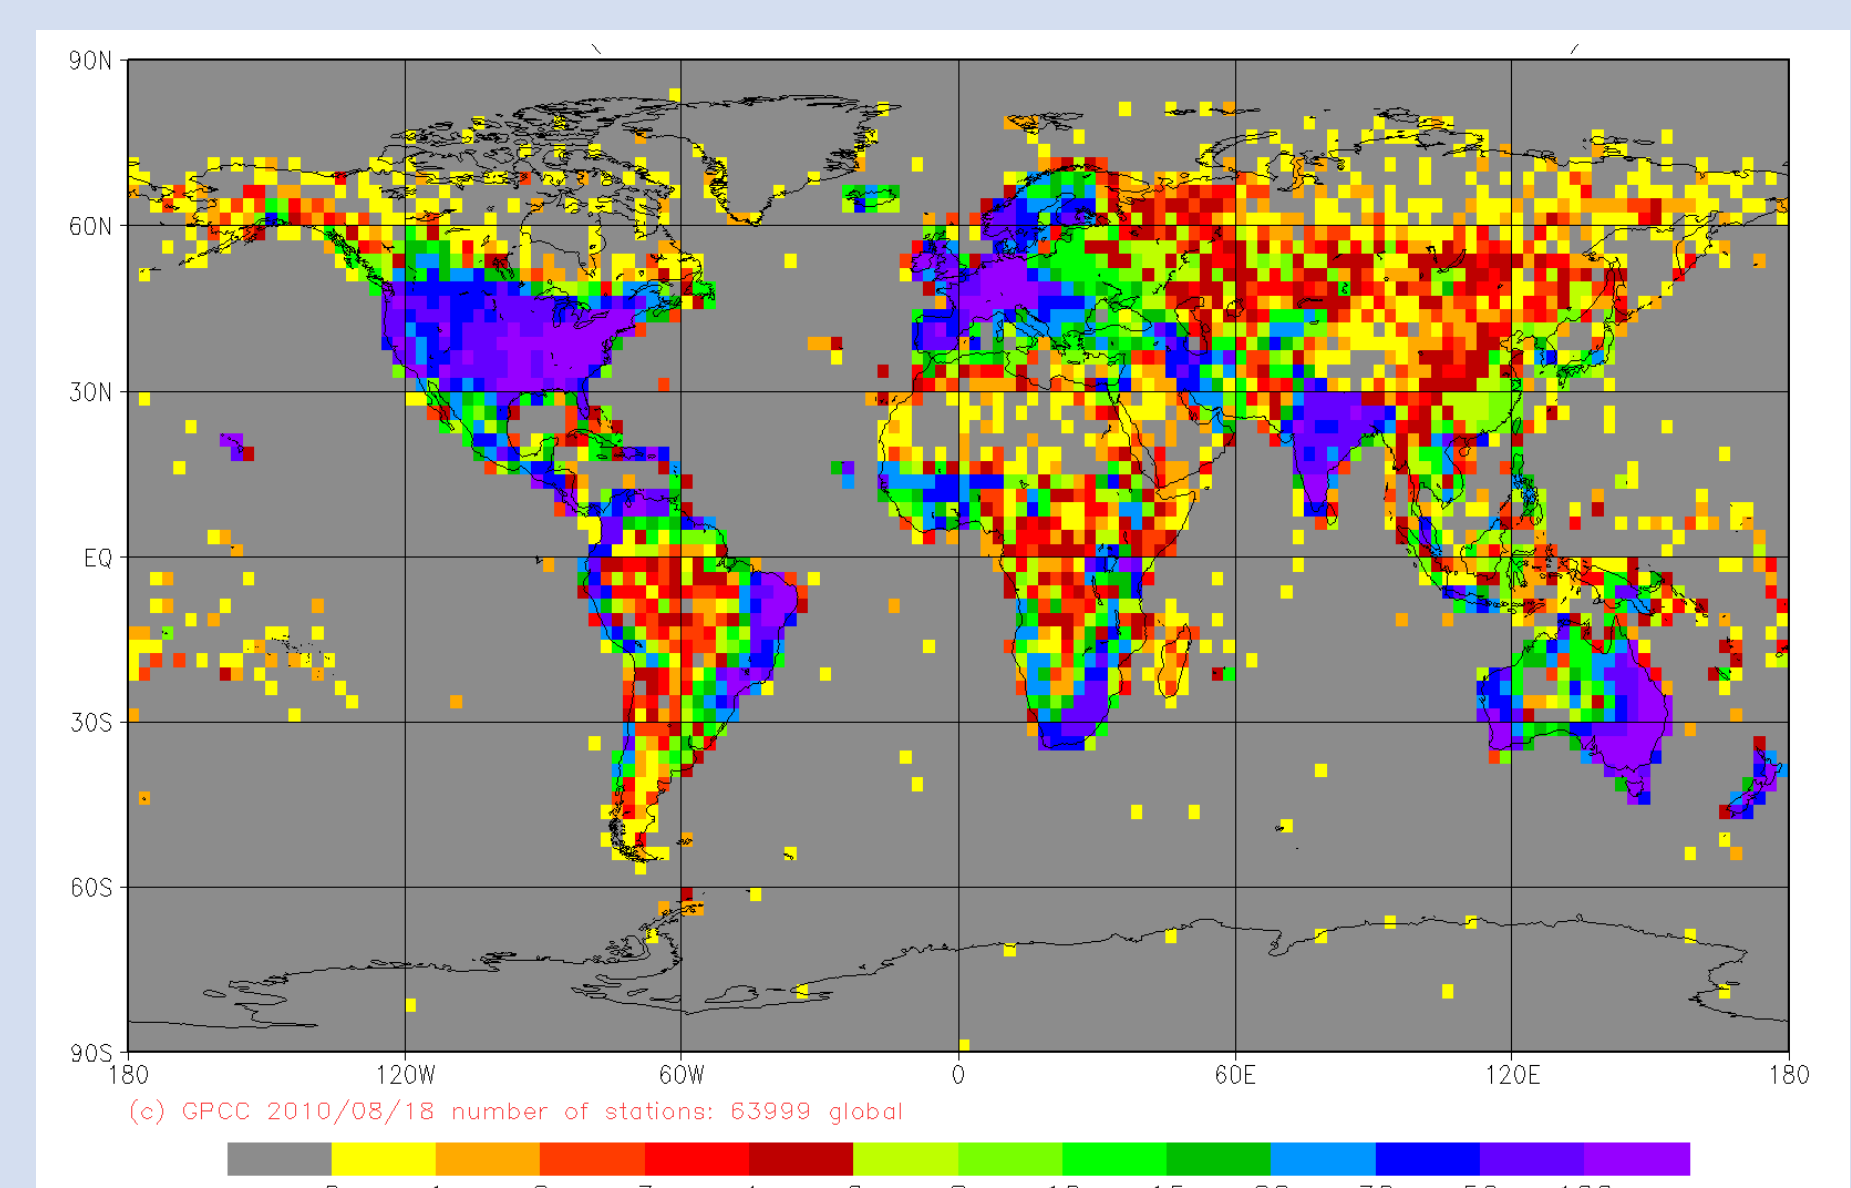 90N
60N
30N
EQ
30S
60S
90S
180 120W 60W 0 60E 120E 180
(c) GPCC 2010/08/18 number of stations: 63999 global